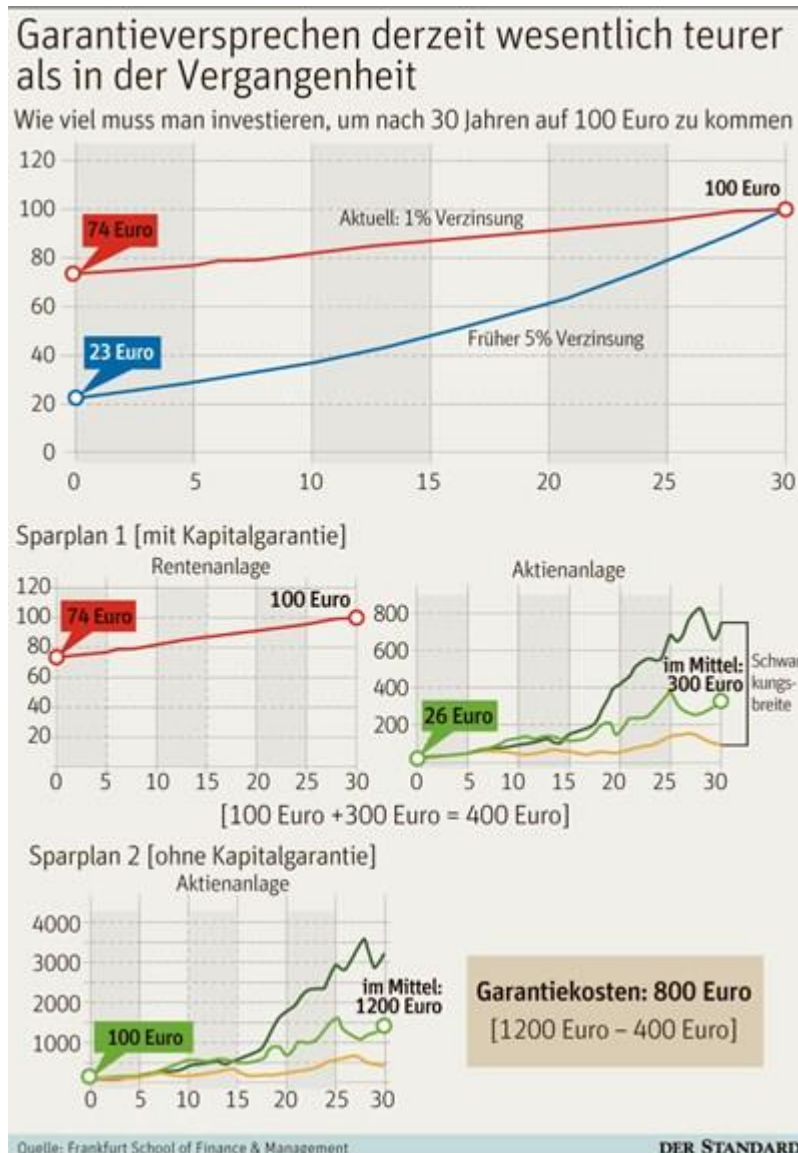 Garantieversprechen derzeit wesentlich teurer
als in der Vergangenheit
Wie viel muss man investieren, um nach 30 Jahren auf 100 Euro zu kommen
120
100
80
60
40
20
0
74 Euro
23 Euro
Aktuell: 1% Verzinsung
100 Euro
Früher 5% Verzinsung
0 5 10 15 20 25 30
Sparplan 1 [mit Kapitalgarantie]
Rentenanlage
120
100
80
60
40
20
74 Euro
100 Euro
0 5 10 15 20 25 30
Aktienanlage
800
600
400
200
26 Euro
im Mittel:
300 Euro
Schwan
kungs-
breite
0 5 10 15 20 25 30
[100 Euro +300 Euro = 400 Euro]
Sparplan 2 [ohne Kapitalgarantie]
Aktienanlage
4000
3000
2000
1000
100 Euro
im Mittel:
1200 Euro
0 5 10 15 20 25 30
Garantiekosten: 800 Euro
[1200 Euro – 400 Euro]
Quelle: Frankfurt School of Finance & Management
DER STANDARD